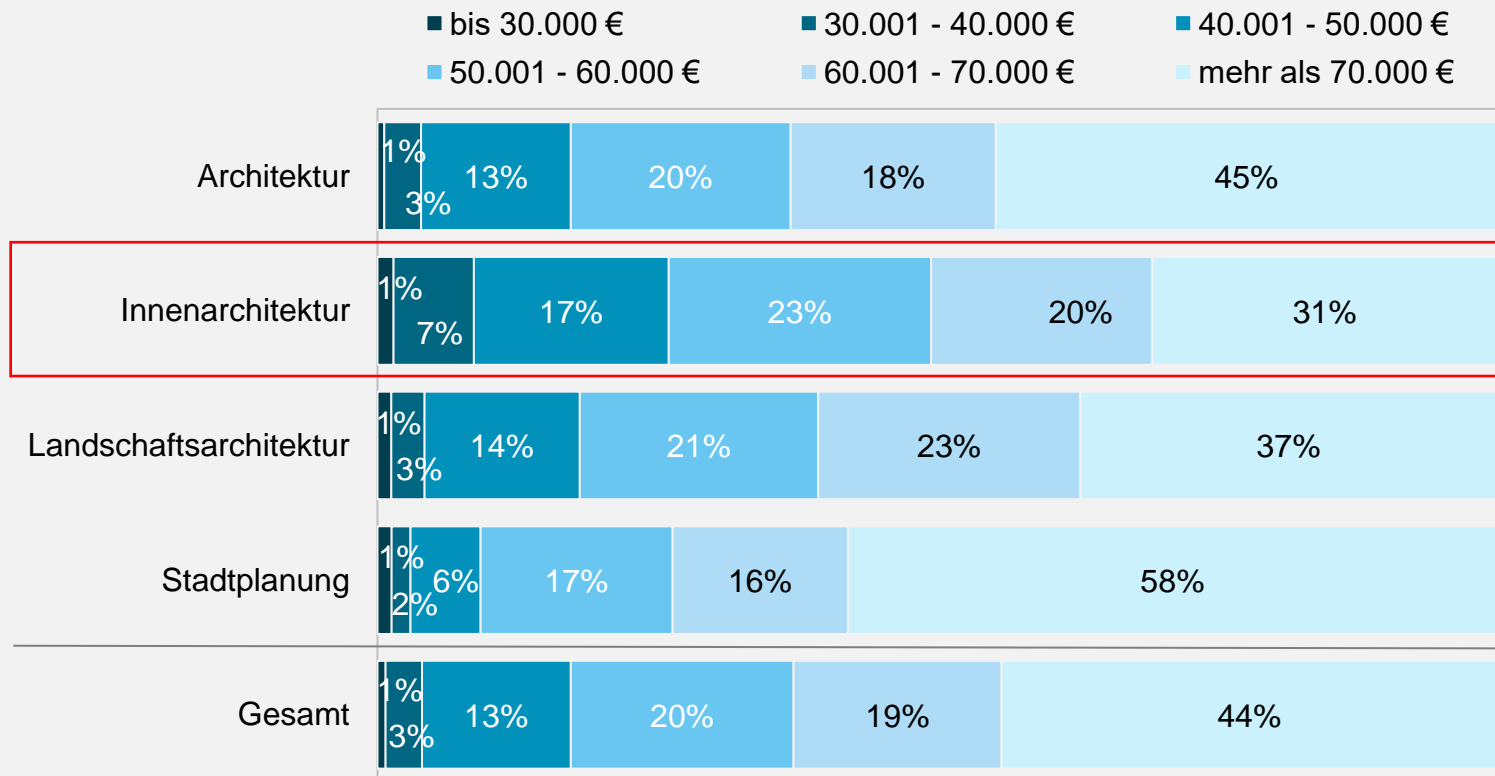 bis 30.000 € 30.001 - 40.000 € 40.001 - 50.000 €
50.001 - 60.000 € 60.001 - 70.000 € mehr als 70.000 €
Architektur 1% 3% 13% 20% 18% 45%
Innenarchitektur 1% 7% 17% 23% 20% 31%
Landschaftsarchitektur 1% 3% 14% 21% 23% 37%
Stadtplanung 1% 2% 6% 17% 16% 58%
Gesamt 1% 3% 13% 20% 19% 44%